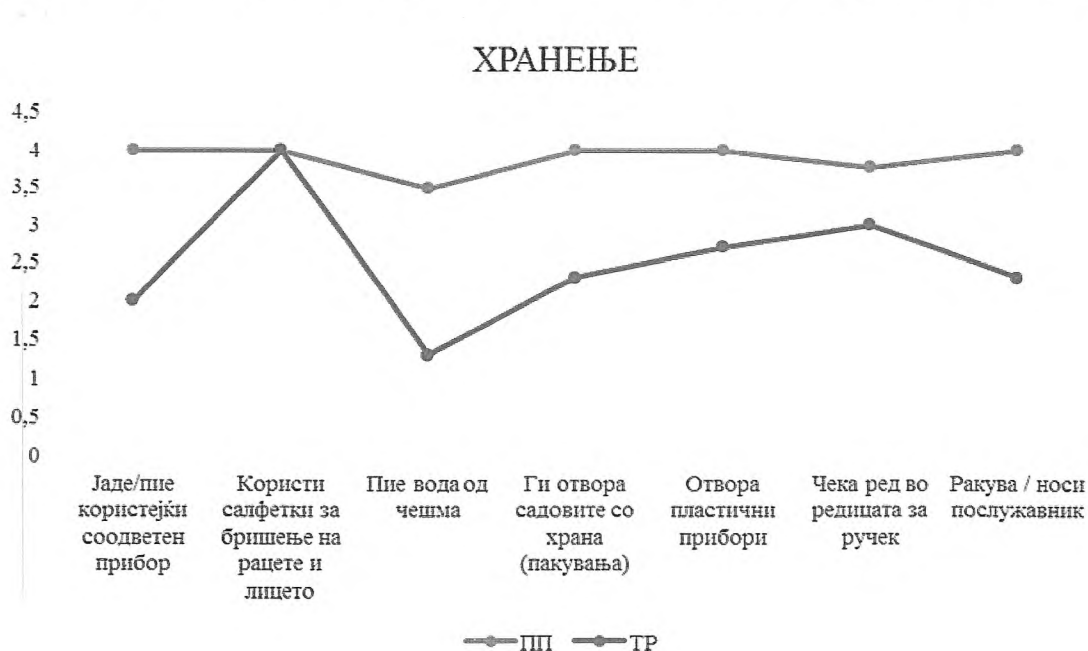 ХРАНЕЊЕ
4,5
4
3,5
3
2,5
2
1,5
1
0,5
0
Јаде/пие
користејќи
соодветен
прибор
Користи
салфетки за
бришење на
рацете и
лицето
Пие вода од
чешма
Ги отвора
садовите со
храна
(пакувања)
Отвора
пластични
прибори
Чека ред во
редицата за
ручек
Ракува / носи
послужавник
ПП
ТР